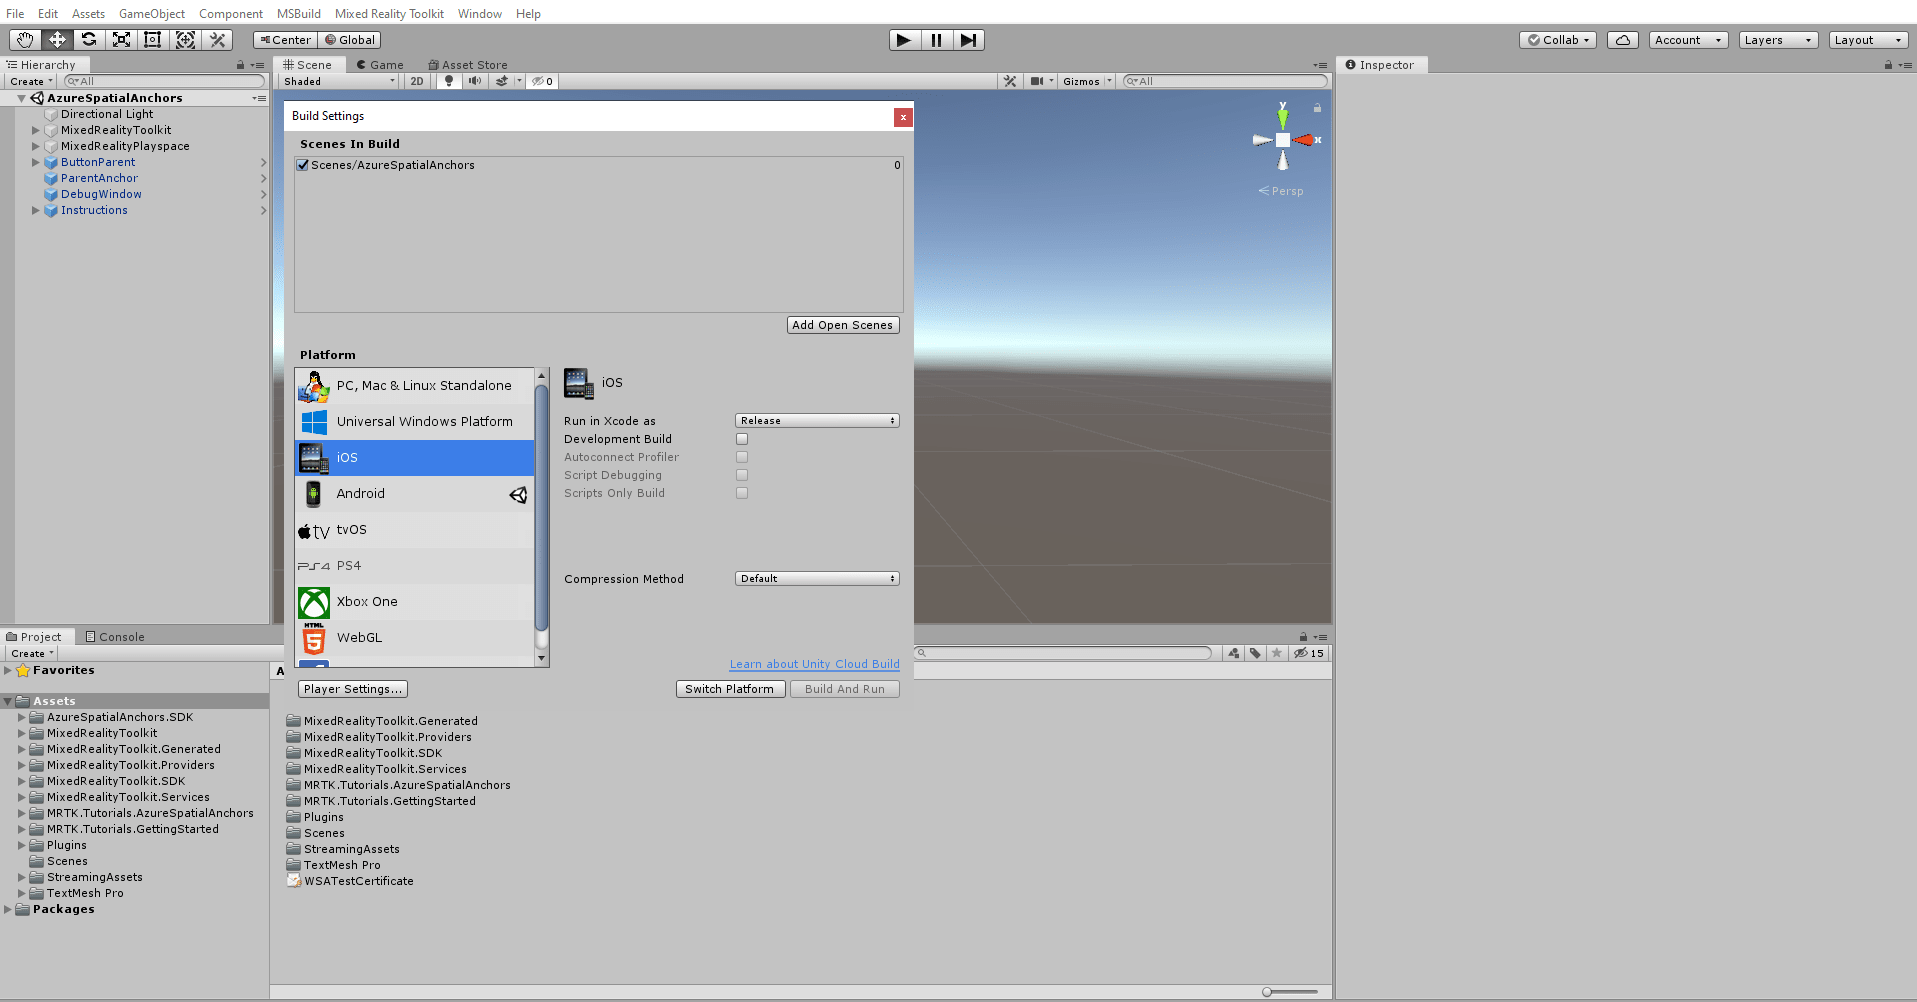 File Edit Assets GameObject Component MSBuild Mixed Reality Toolkit Window Help
Center Global Collab Account Layers Layout
Hierarchy
Create All
AzureSpatialAnchors
Directional Light
MixedRealityToolkit
MixedRealityPlayspace
ButtonParent
ParentAnchor
DebugWindow
Instructions
Scene Game Asset Store
Shaded 2D 0 Gizmos All
y
x
Persp
Inspector
Build Settings
x
Scenes In Build
Scenes/AzureSpatialAnchors 0
Add Open Scenes
Platform
PC, Mac & Linux Standalone
Universal Windows Platform
iOS
Android
tv tvOS
PS4 PS4
Xbox One
HTML
5 WebGL
iOS
Run in Xcode as Release
Development Build
Autoconnect Profiler
Script Debugging
Scripts Only Build
Compression Method Default
Learn about Unity Cloud Build
Player Settings... Switch Platform Build And Run
Project Console
Create 15
Favorites
Assets
AzureSpatialAnchors.SDK
MixedRealityToolkit
MixedRealityToolkit.Generated
MixedRealityToolkit.Providers
MixedRealityToolkit.SDK
MixedRealityToolkit.Services
MRTK.Tutorials.AzureSpatialAnchors
MRTK.Tutorials.GettingStarted
Plugins
Scenes
StreamingAssets
TextMesh Pro
Packages
MixedRealityToolkit.Generated
MixedRealityToolkit.Providers
MixedRealityToolkit.SDK
MixedRealityToolkit.Services
MRTK.Tutorials.AzureSpatialAnchors
MRTK.Tutorials.GettingStarted
Plugins
Scenes
StreamingAssets
TextMesh Pro
WSATestCertificate